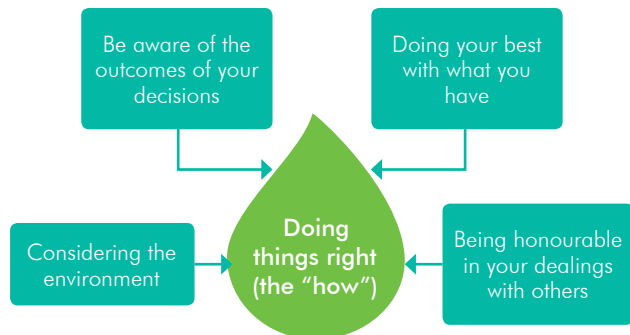 Be aware of the
outcomes of your
decisions
Doing your best
with what you
have
Considering the
environment
Doing
things right
(the “how”)
Being honourable
in your dealings
with others